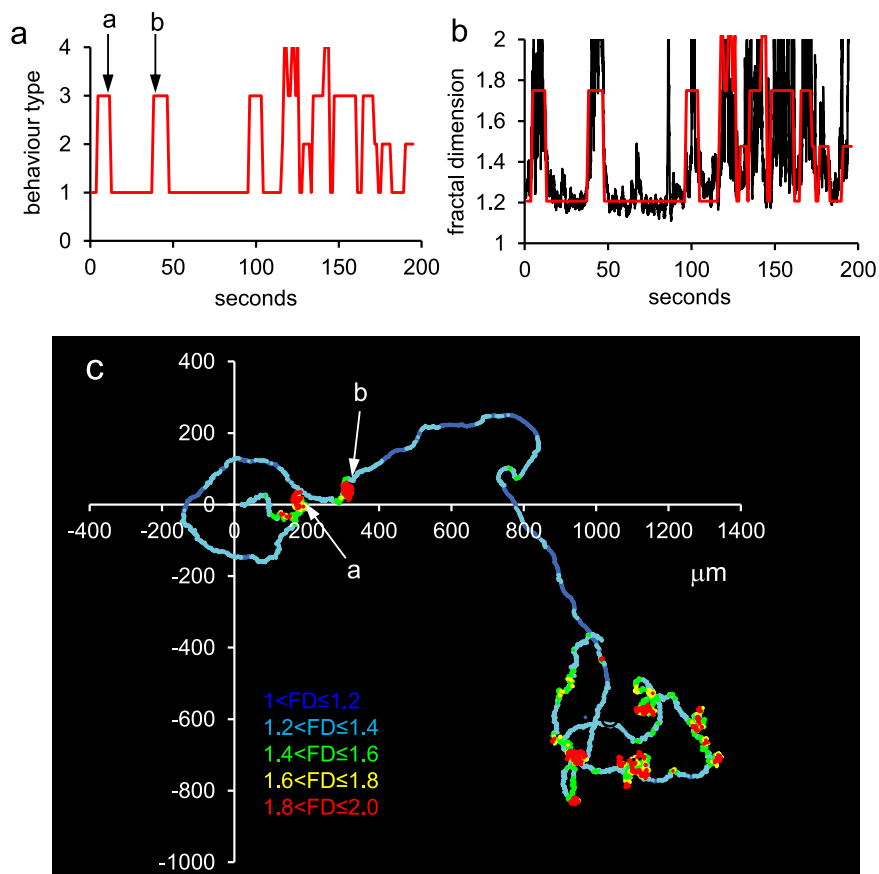 a
a
b
behaviour type
4
3
2
1
0
0
50
100
150
200
seconds
b
fractal dimension
2
1.8
1.6
1.4
1.2
1
0
50
100
150
200
seconds
c
400
200
0
-200
-400
-600
-800
-1000
-400
-200
0
200
400
600
800
1000
1200
1400
b
a
μm
1<FD≤1.2
1.2<FD≤1.4
1.4<FD≤1.6
1.6<FD≤1.8
1.8<FD≤2.0